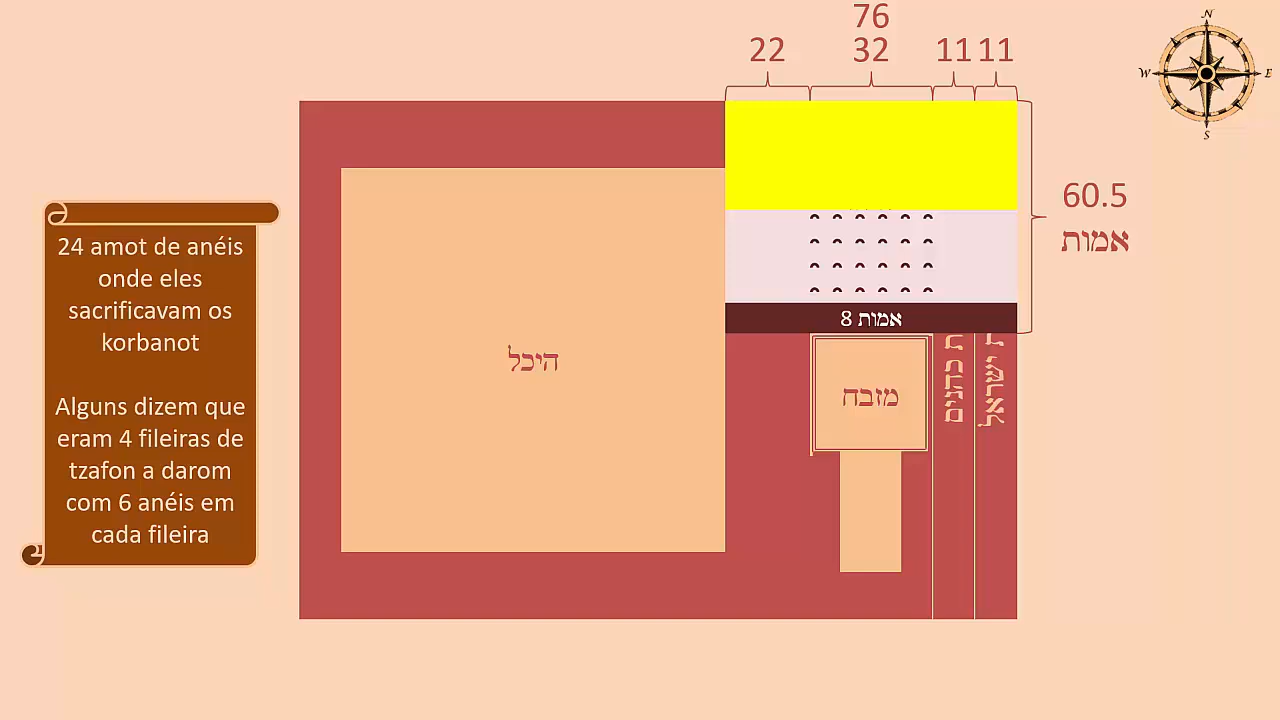 76
22
32
11
11
N
W
E
S
60.5
אמות
24 amot de anéis
onde eles
sacrificavam os
korbanot
Alguns dizem que
eram 4 fileiras de
tzafon a darom
com 6 anéis em
cada fileira
8 אמות
היכל
מזבח
ת כהנים
ת ישראל